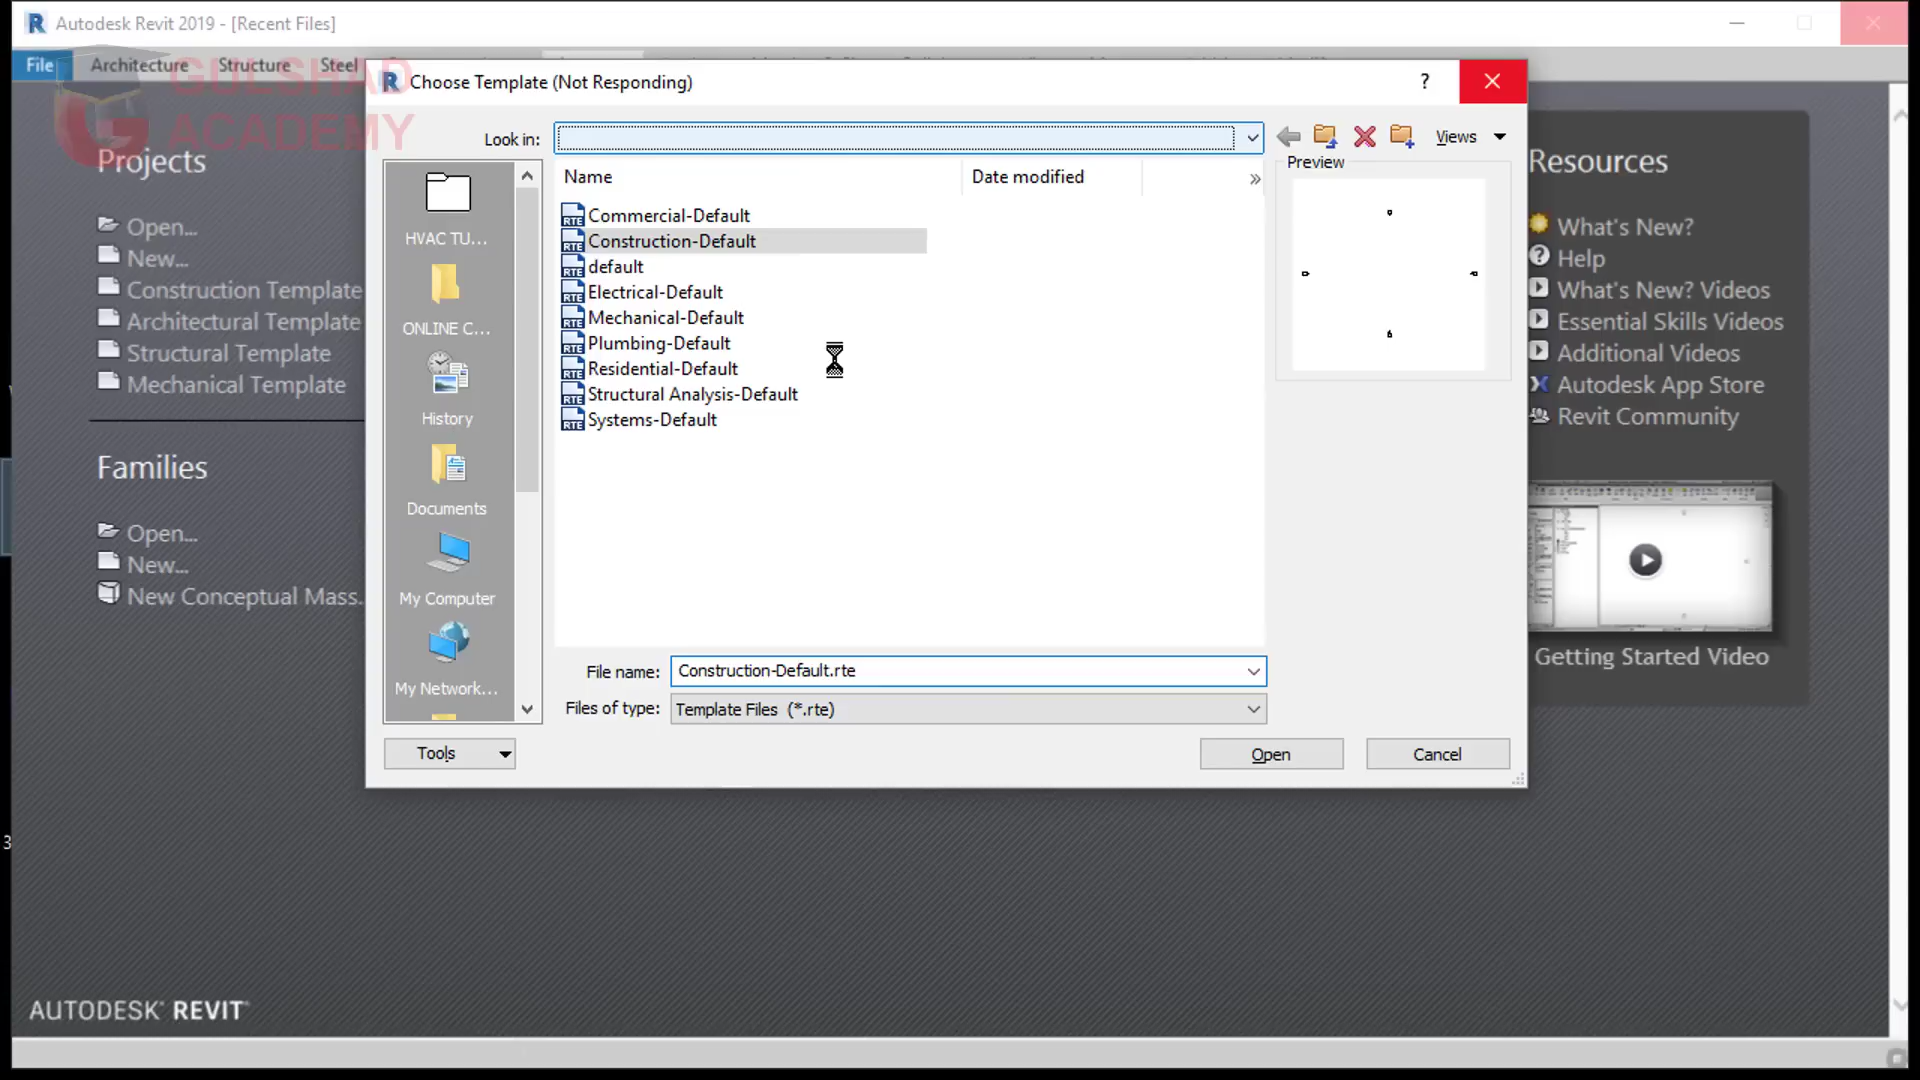 Autodesk Revit 2019 - [Recent Files]
File
Architecture
Structure
Steel
GULSHAD
ACADEMY
Choose Template (Not Responding)
?
Look in:
Views
Preview
Name
Date modified
»
Commercial-Default
Construction-Default
default
Electrical-Default
Mechanical-Default
Plumbing-Default
Residential-Default
Structural Analysis-Default
Systems-Default
HVAC TU...
ONLINE C...
History
Documents
My Computer
My Network...
File name:
Construction-Default.rte
Files of type:
Template Files (*.rte)
Tools
Open
Cancel
Projects
Open...
New...
Construction Template
Architectural Template
Structural Template
Mechanical Template
Families
Open...
New...
New Conceptual Mass...
Resources
What's New?
Help
What's New? Videos
Essential Skills Videos
Additional Videos
Autodesk App Store
Revit Community
Getting Started Video
3
AUTODESK® REVIT®